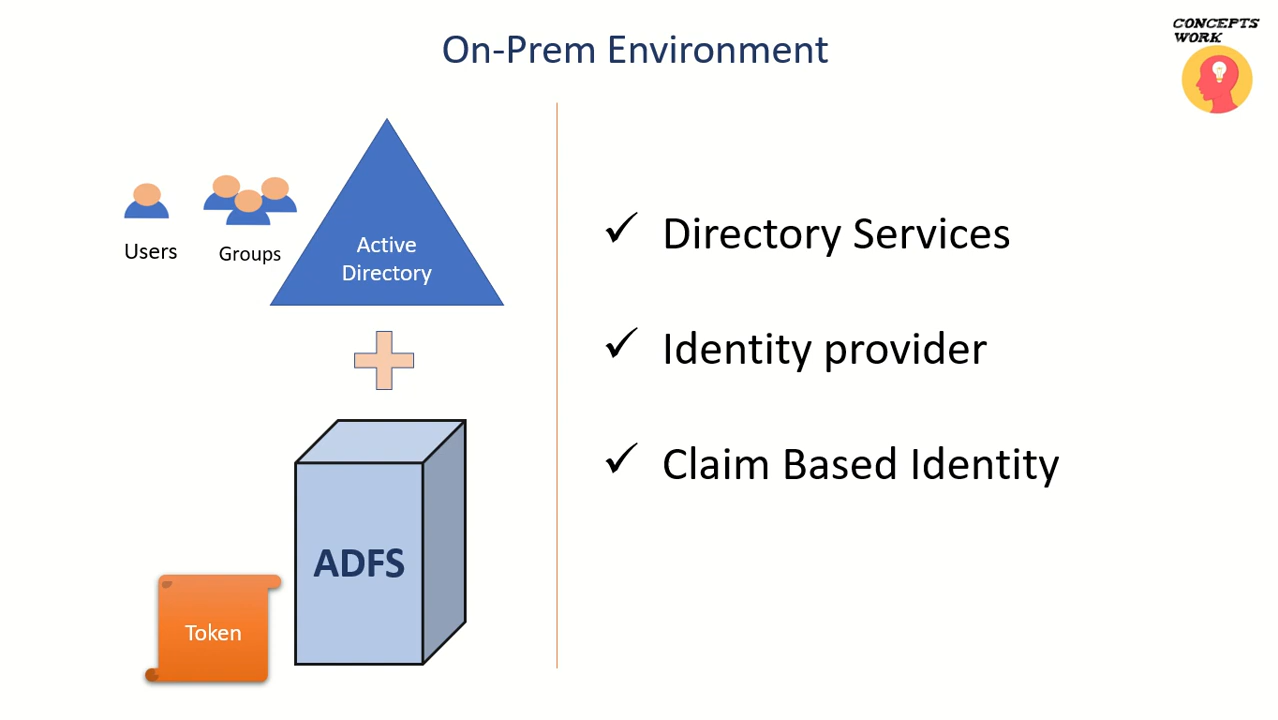 On-Prem Environment
CONCEPTS
WORK
Users
Groups
Active
Directory
ADFS
Token
✓ Directory Services
✓ Identity provider
✓ Claim Based Identity